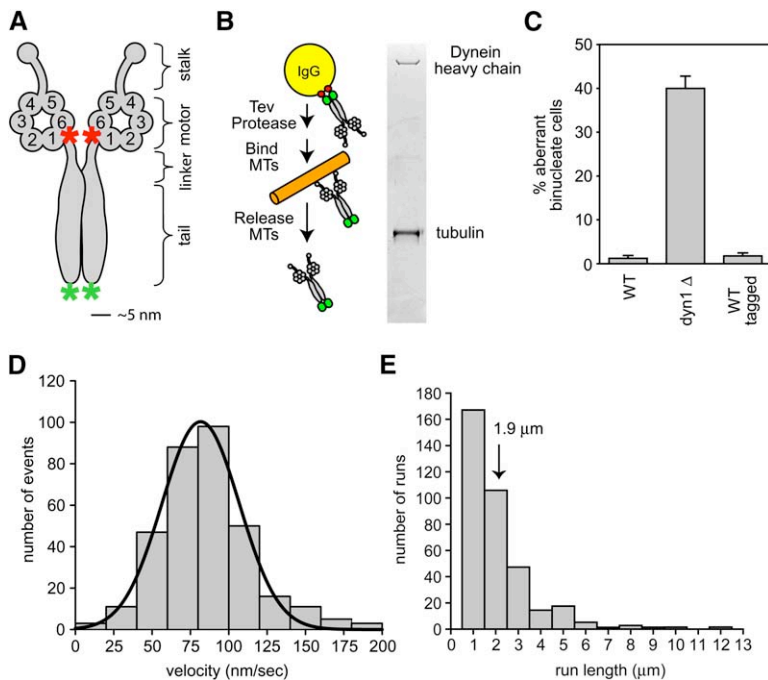 A
stalk
motor
linker
tail
4 5
3 6
2 1
5 4
6 3
1 2
~5 nm
B
IgG
Tev
Protease
Bind
MTs
Release
MTs
Dynein
heavy chain
tubulin
C
% aberrant
binucleate cells
50
40
30
20
10
0
WT
dyn1 Δ
WT
tagged
D
number of events
120
100
80
60
40
20
0
0 25 50 75 100 125 150 175 200
velocity (nm/sec)
E
number of runs
180
160
140
120
100
80
60
40
20
0
1.9 μm
0 1 2 3 4 5 6 7 8 9 10 11 12 13
run length (μm)